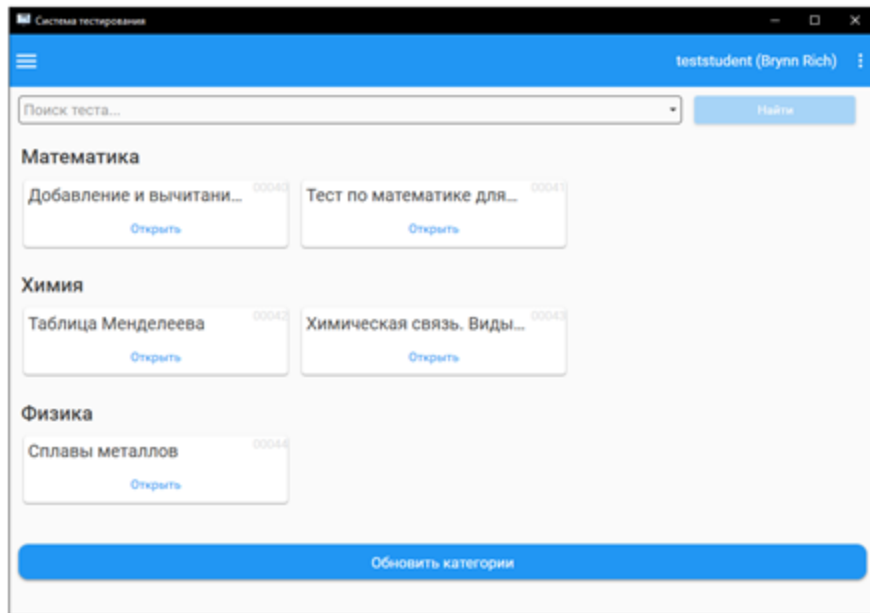 Система тестирования
teststudent (Brynn Rich)
Поиск теста...
Найти
Математика
Добавление и вычитани... 00040
Тест по математике для... 00041
Открыть
Открыть
Химия
Таблица Менделеева 00042
Химическая связь. Виды... 00043
Открыть
Открыть
Физика
Сплавы металлов 00044
Открыть
Обновить категории